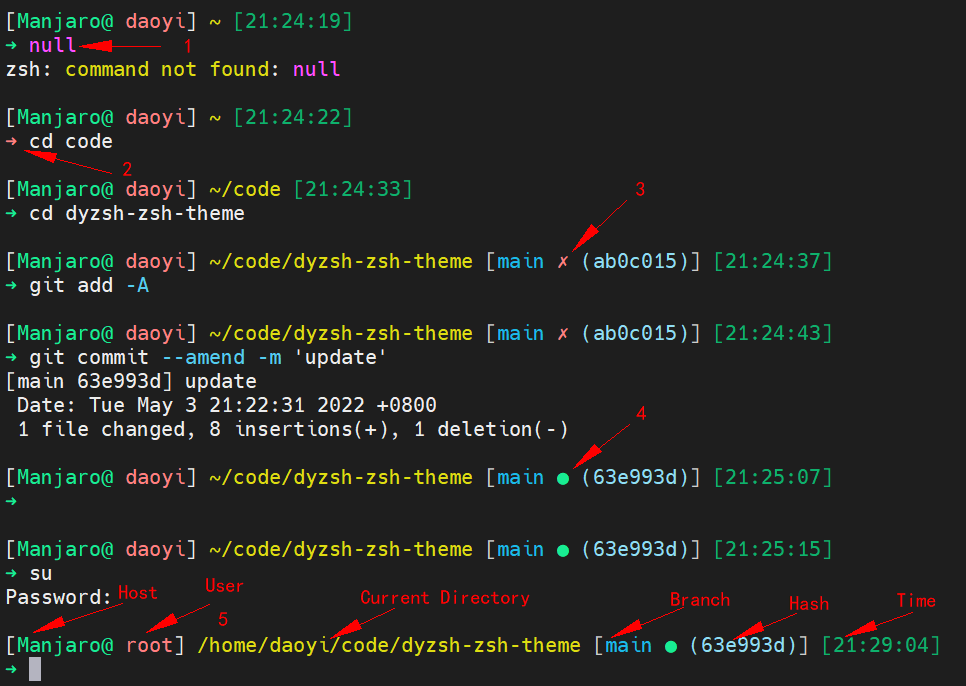 [Manjaro@ daoyi] ~ [21:24:19]
→ null 1
zsh: command not found: null
[Manjaro@ daoyi] ~ [21:24:22]
→ cd code
2
[Manjaro@ daoyi] ~/code [21:24:33] 3
→ cd dyzsh-zsh-theme
[Manjaro@ daoyi] ~/code/dyzsh-zsh-theme [main ✗ (ab0c015)] [21:24:37]
→ git add -A
[Manjaro@ daoyi] ~/code/dyzsh-zsh-theme [main ✗ (ab0c015)] [21:24:43]
→ git commit --amend -m 'update'
[main 63e993d] update
Date: Tue May 3 21:22:31 2022 +0800
4
1 file changed, 8 insertions(+), 1 deletion(-)
[Manjaro@ daoyi] ~/code/dyzsh-zsh-theme [main ● (63e993d)] [21:25:07]
→
[Manjaro@ daoyi] ~/code/dyzsh-zsh-theme [main ● (63e993d)] [21:25:15]
→ su
Password: Host User Current Directory Branch Hash Time
5
[Manjaro@ root] /home/daoyi/code/dyzsh-zsh-theme [main ● (63e993d)] [21:29:04]
→